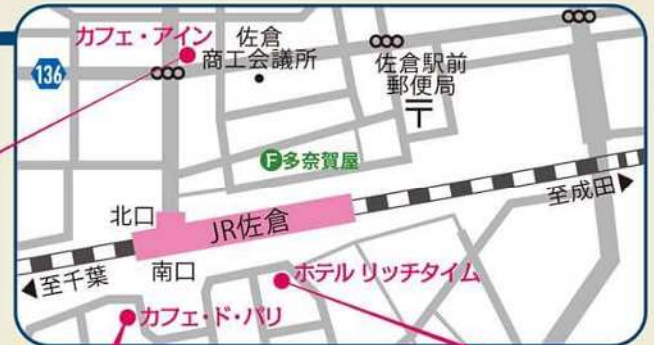 カフェ・アイン
佐倉
商工会議所
136
佐倉駅前
郵便局
〒
F多奈賀屋
至成田▶
北口
JR佐倉
南口
◀至千葉
ホテル リッチタイム
カフェ・ド・パリ